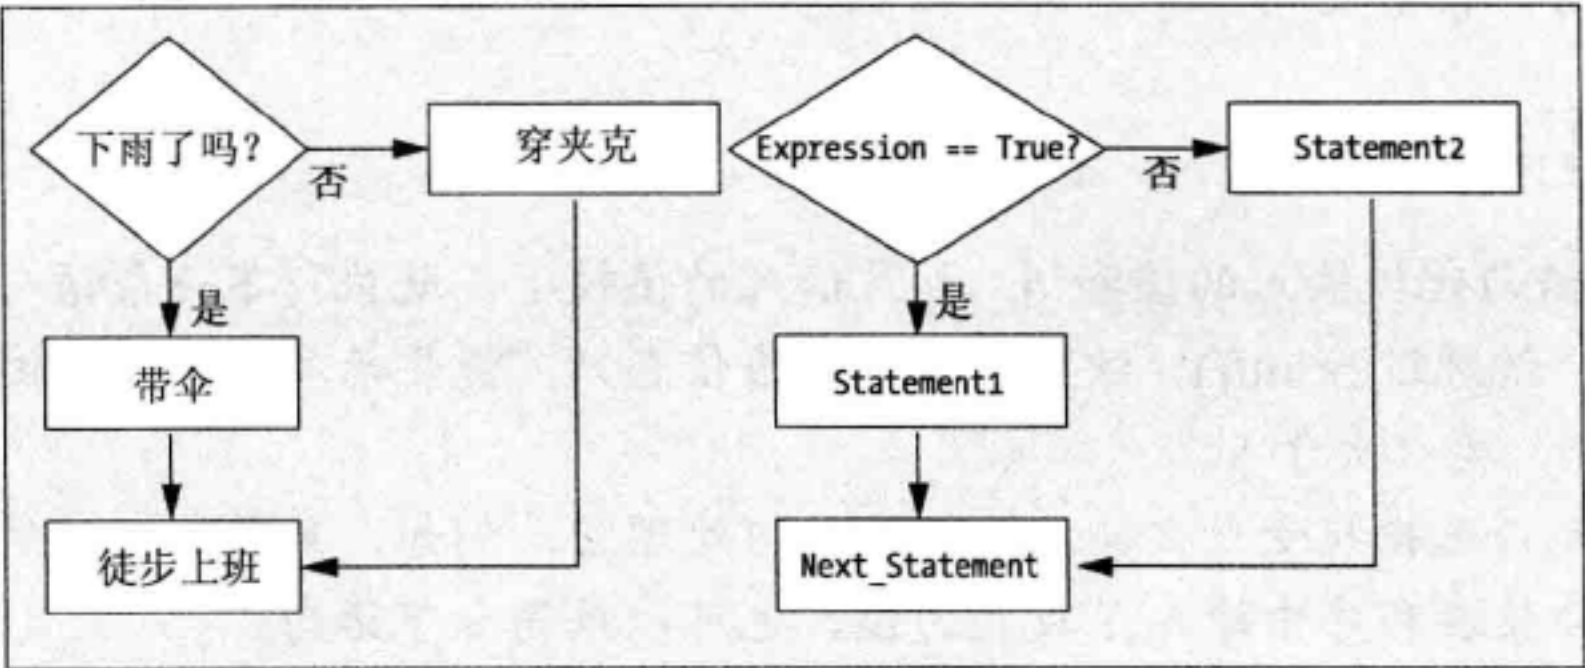 下雨了吗?
否
穿夹克
是
带伞
徒步上班
Expression == True?
否
Statement2
是
Statement1
Next_Statement